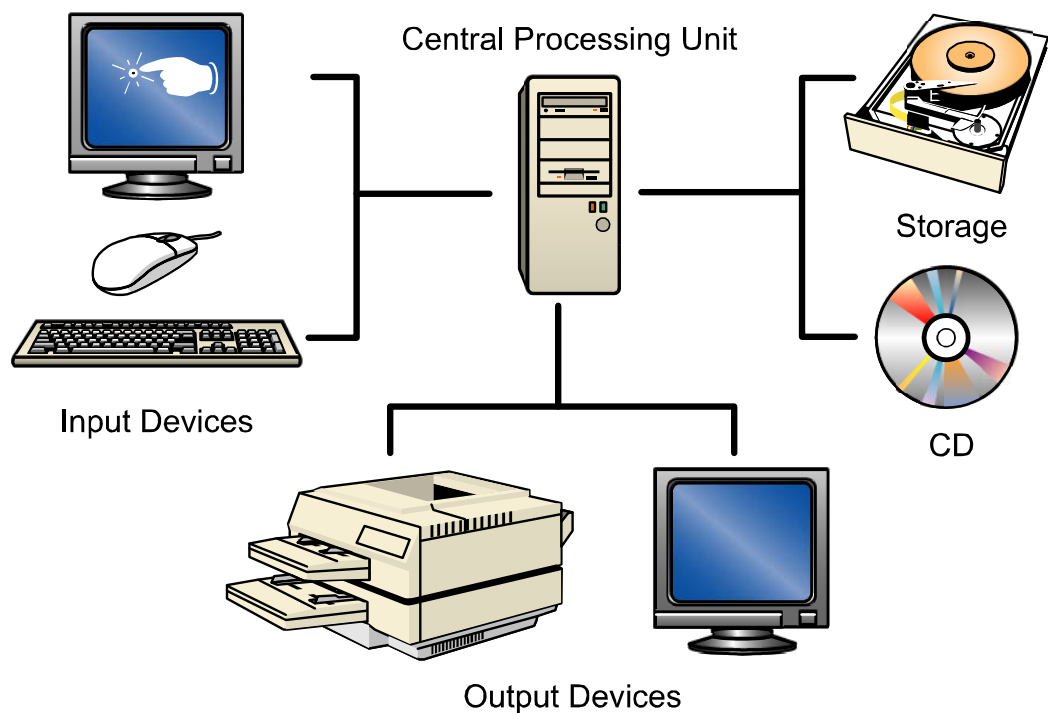 Central Processing Unit
Storage
Input Devices
CD
Output Devices